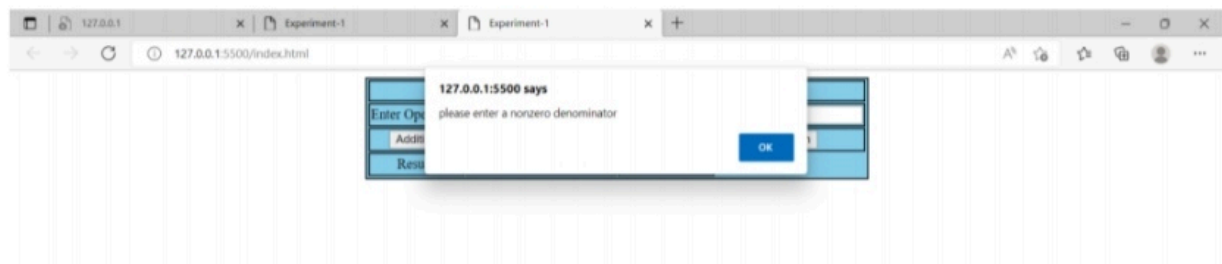 127.0.0.1 Experiment-1 Experiment-1
127.0.0.1:5500/index.html
127.0.0.1:5500 says
please enter a nonzero denominator
Enter Ope
Additi
OK
Resu